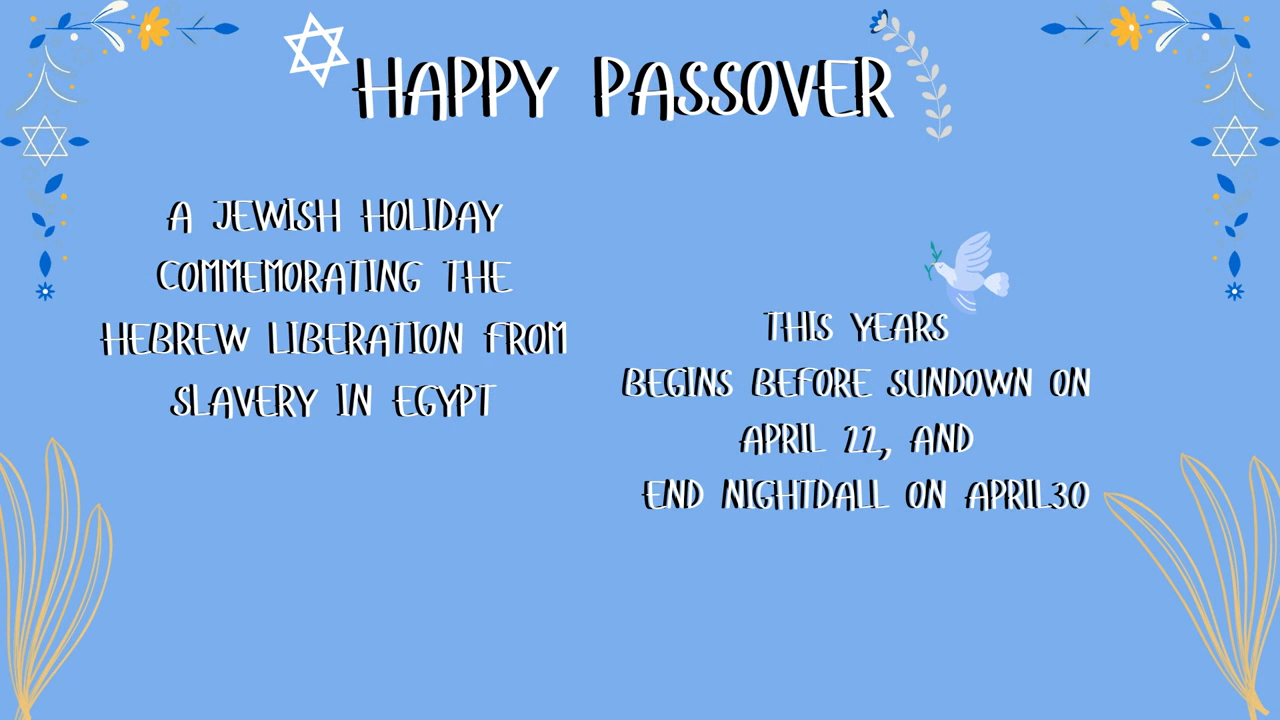 HAPPY PASSOVER
A JEWISH HOLIDAY
COMMEMORATING THE
HEBREW LIBERATION FROM
SLAVERY IN EGYPT
THIS YEARS
BEGINS BEFORE SUNDOWN ON
APRIL 22, AND
END NIGHTDALL ON APRIL30